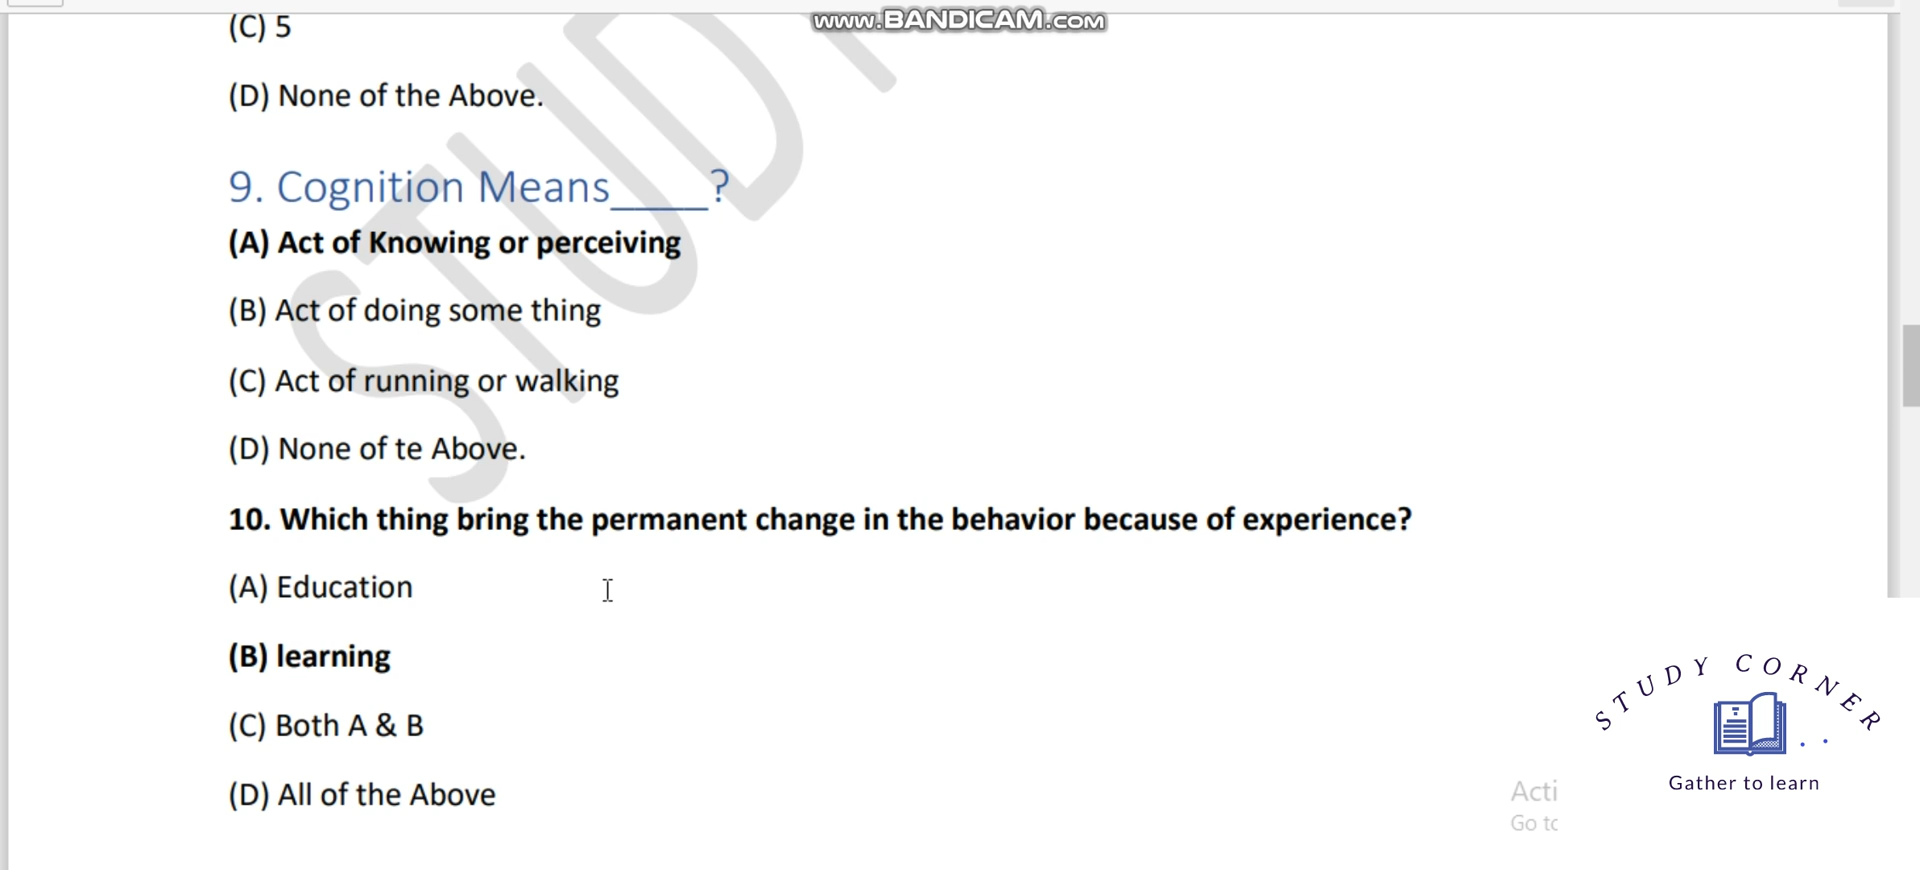 www.BANDICAM.com
(C) 5
(D) None of the Above.
9. Cognition Means_____?
(A) Act of Knowing or perceiving
(B) Act of doing some thing
(C) Act of running or walking
(D) None of te Above.
10. Which thing bring the permanent change in the behavior because of experience?
(A) Education
(B) learning
(C) Both A & B
(D) All of the Above
STUDY CORNER
Gather to learn
Acti
Go to
STUD